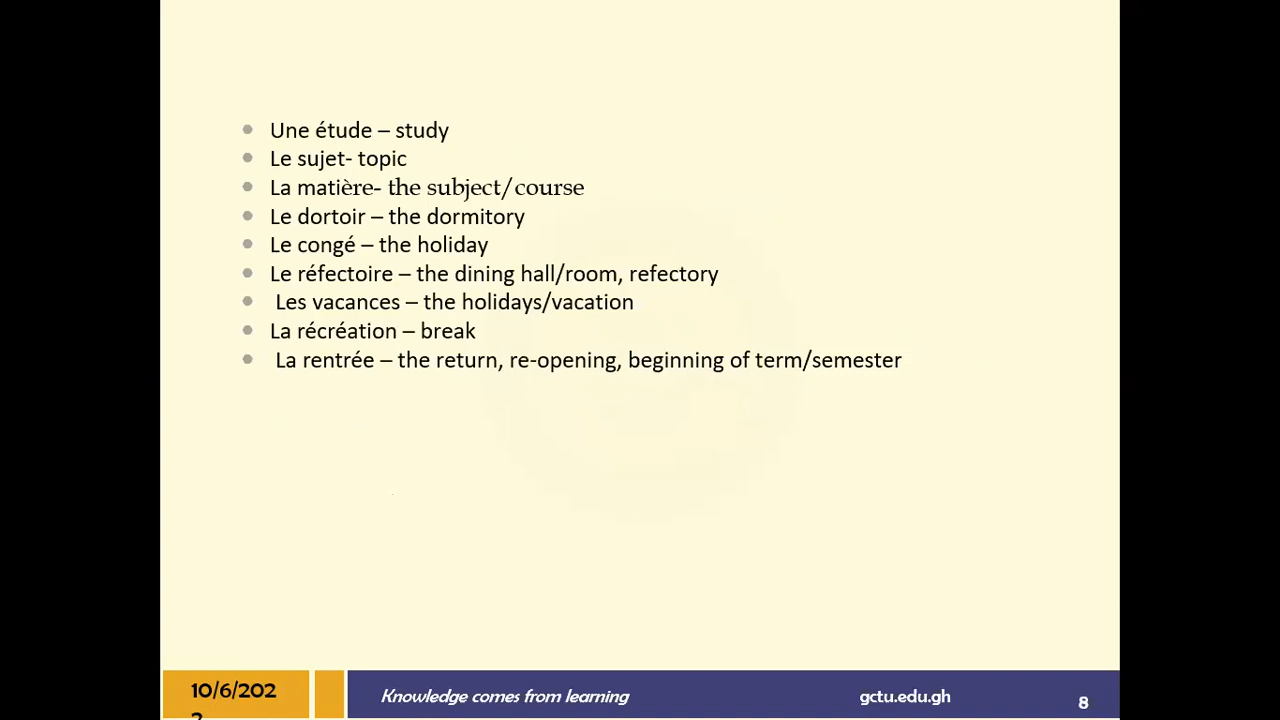 Une étude – study
Le sujet- topic
La matière- the subject/course
Le dortoir – the dormitory
Le congé – the holiday
Le réfectoire – the dining hall/room, refectory
Les vacances – the holidays/vacation
La récréation – break
La rentrée – the return, re-opening, beginning of term/semester
10/6/202
Knowledge comes from learning
gctu.edu.gh
8